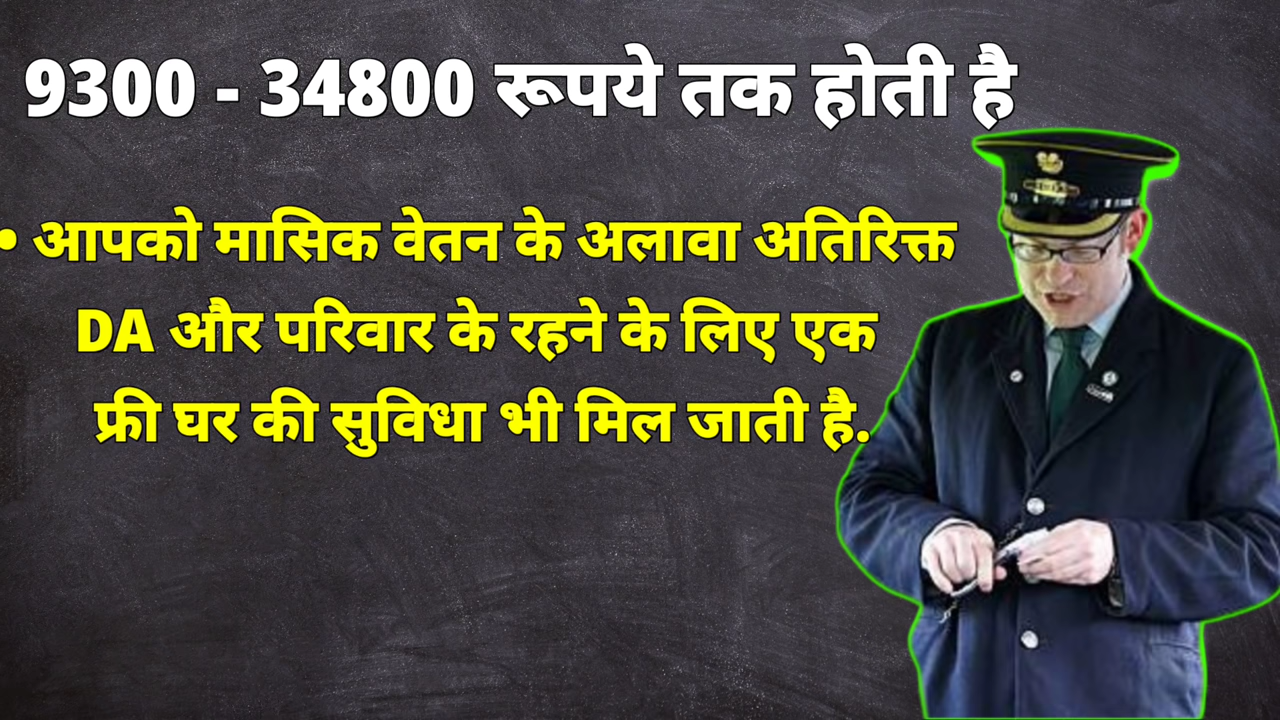 9300 - 34800 रूपये तक होती है
• आपको मासिक वेतन के अलावा अतिरिक्त
DA और परिवार के रहने के लिए एक
फ्री घर की सुविधा भी मिल जाती है.